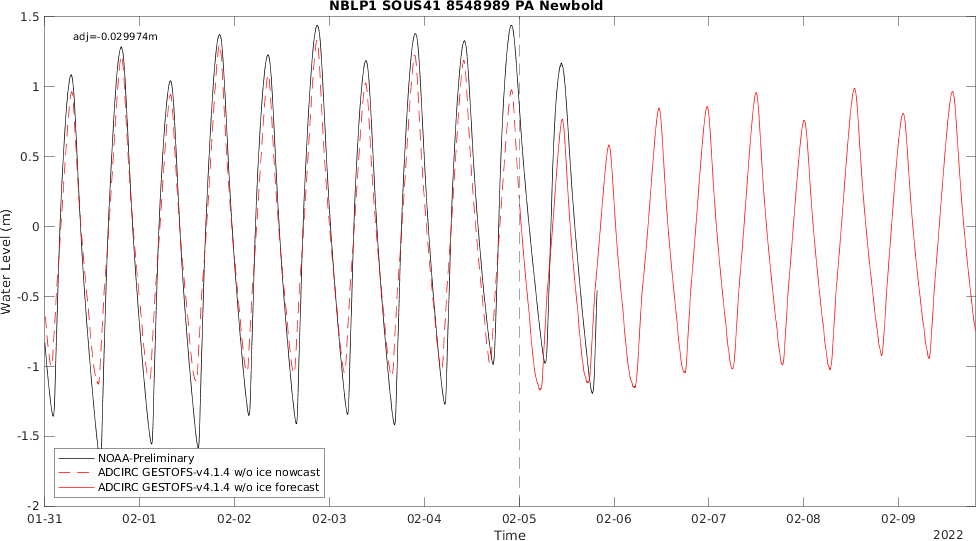 NBLP1 SOUS41 8548989 PA Newbold
adj=-0.029974m
1.5
1
0.5
0
-0.5
-1
-1.5
-2
Water Level (m)
NOAA-Preliminary
ADCIRC GESTOFS-v4.1.4 w/o ice nowcast
ADCIRC GESTOFS-v4.1.4 w/o ice forecast
01-31 02-01 02-02 02-03 02-04 02-05 02-06 02-07 02-08 02-09
Time
2022